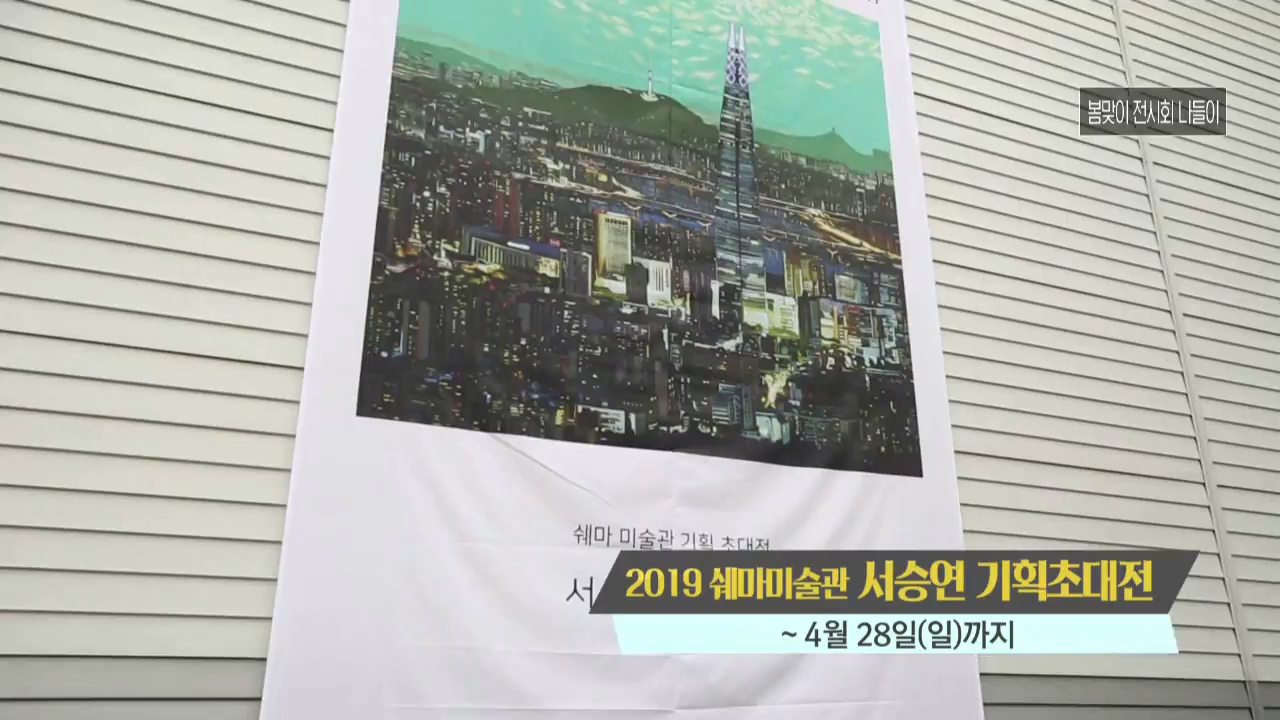 봄맞이 전시회 나들이
쉐마 미술관 기획 초대전
서
2019 쉐마미술관 서승연 기획초대전
~ 4월 28일(일)까지